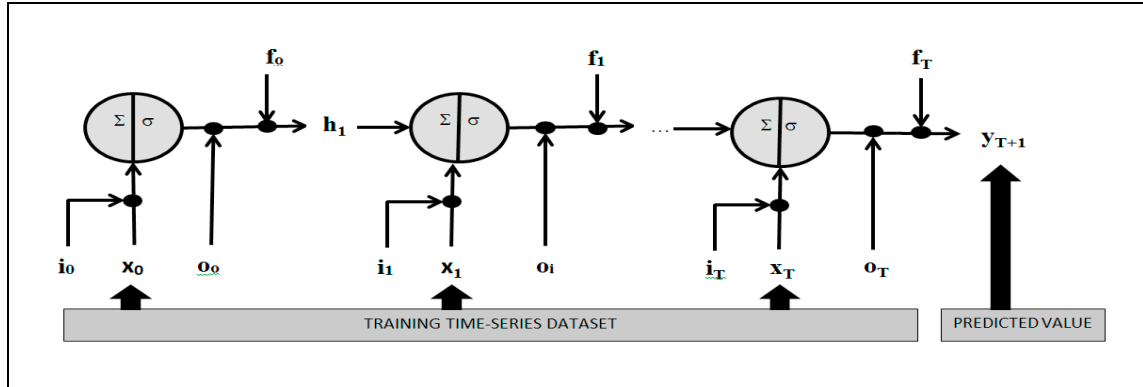 f₀ f₁ f_T
Σ σ Σ σ Σ σ
h₁ ... y_T+1
i₀ x₀ o₀ i₁ x₁ o_i i_T x_T o_T
TRAINING TIME-SERIES DATASET PREDICTED VALUE